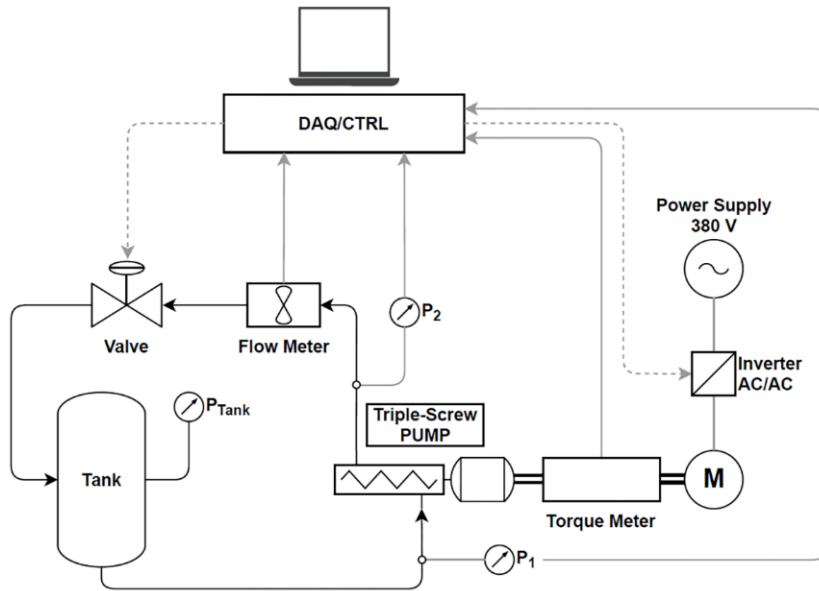 DAQ/CTRL
Power Supply
380 V
P2
Valve
Flow Meter
Inverter
AC/AC
PTank
Triple-Screw
PUMP
Tank
M
Torque Meter
P1